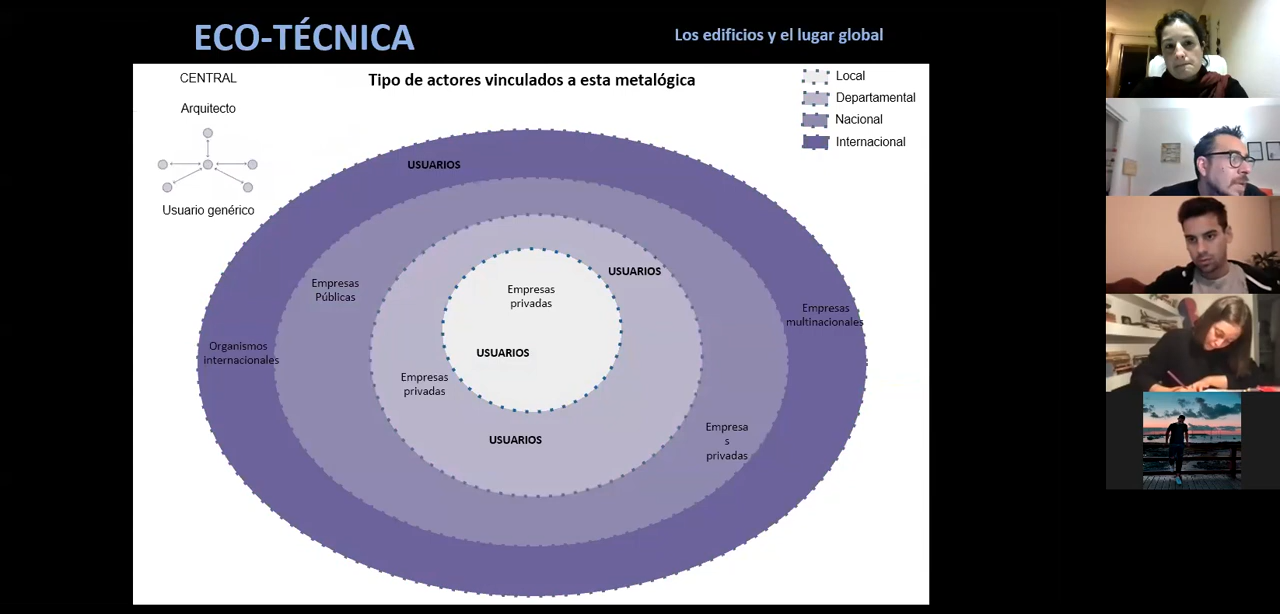 ECO-TÉCNICA
Los edificios y el lugar global
CENTRAL
Arquitecto
Usuario genérico
Tipo de actores vinculados a esta metalógica
Local
Departamental
Nacional
Internacional
USUARIOS
USUARIOS
Empresas
Públicas
Empresas
privadas
Empresas
multinacionales
Organismos
internacionales
USUARIOS
Empresas
privadas
USUARIOS
Empresa
s
privadas